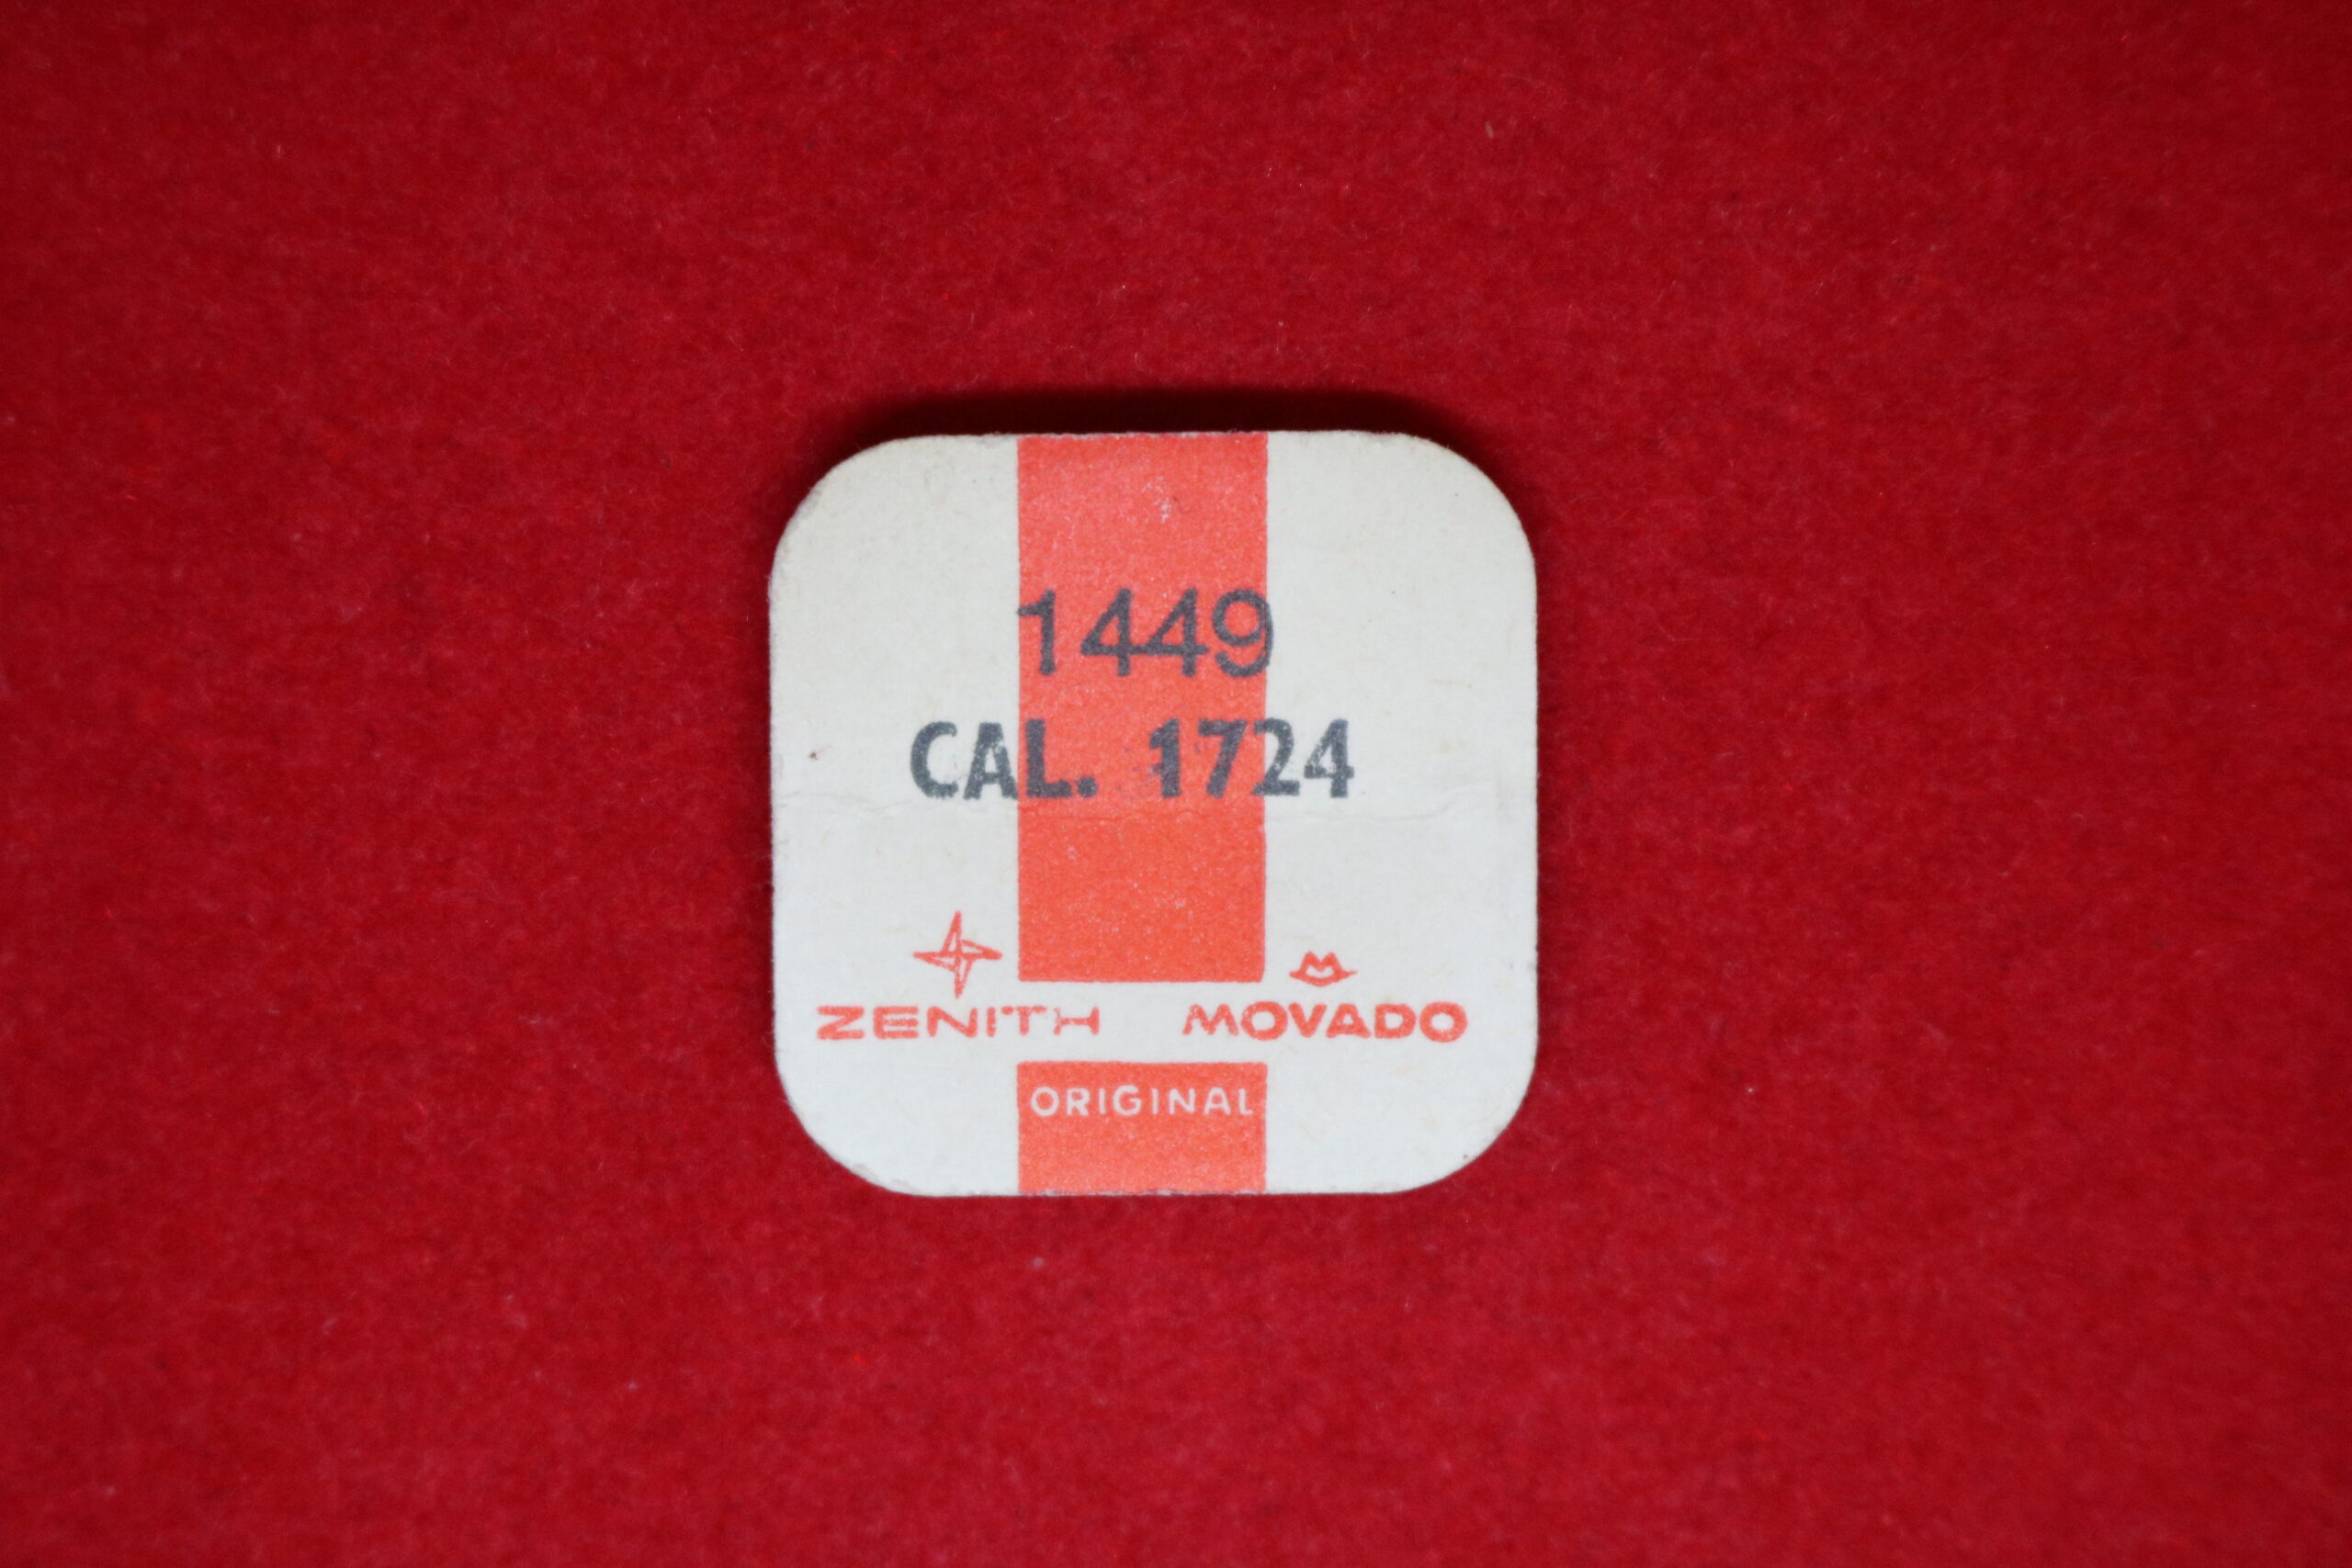 1449
CAL. 1724
ZENITH MOVADO
ORIGINAL